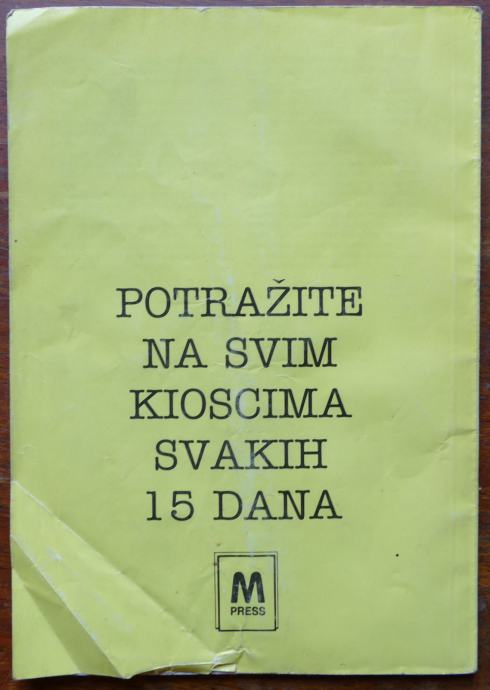 POTRAŽITE
NA SVIM
KIOSCIMA
SVAKIH
15 DANA
M
PRESS